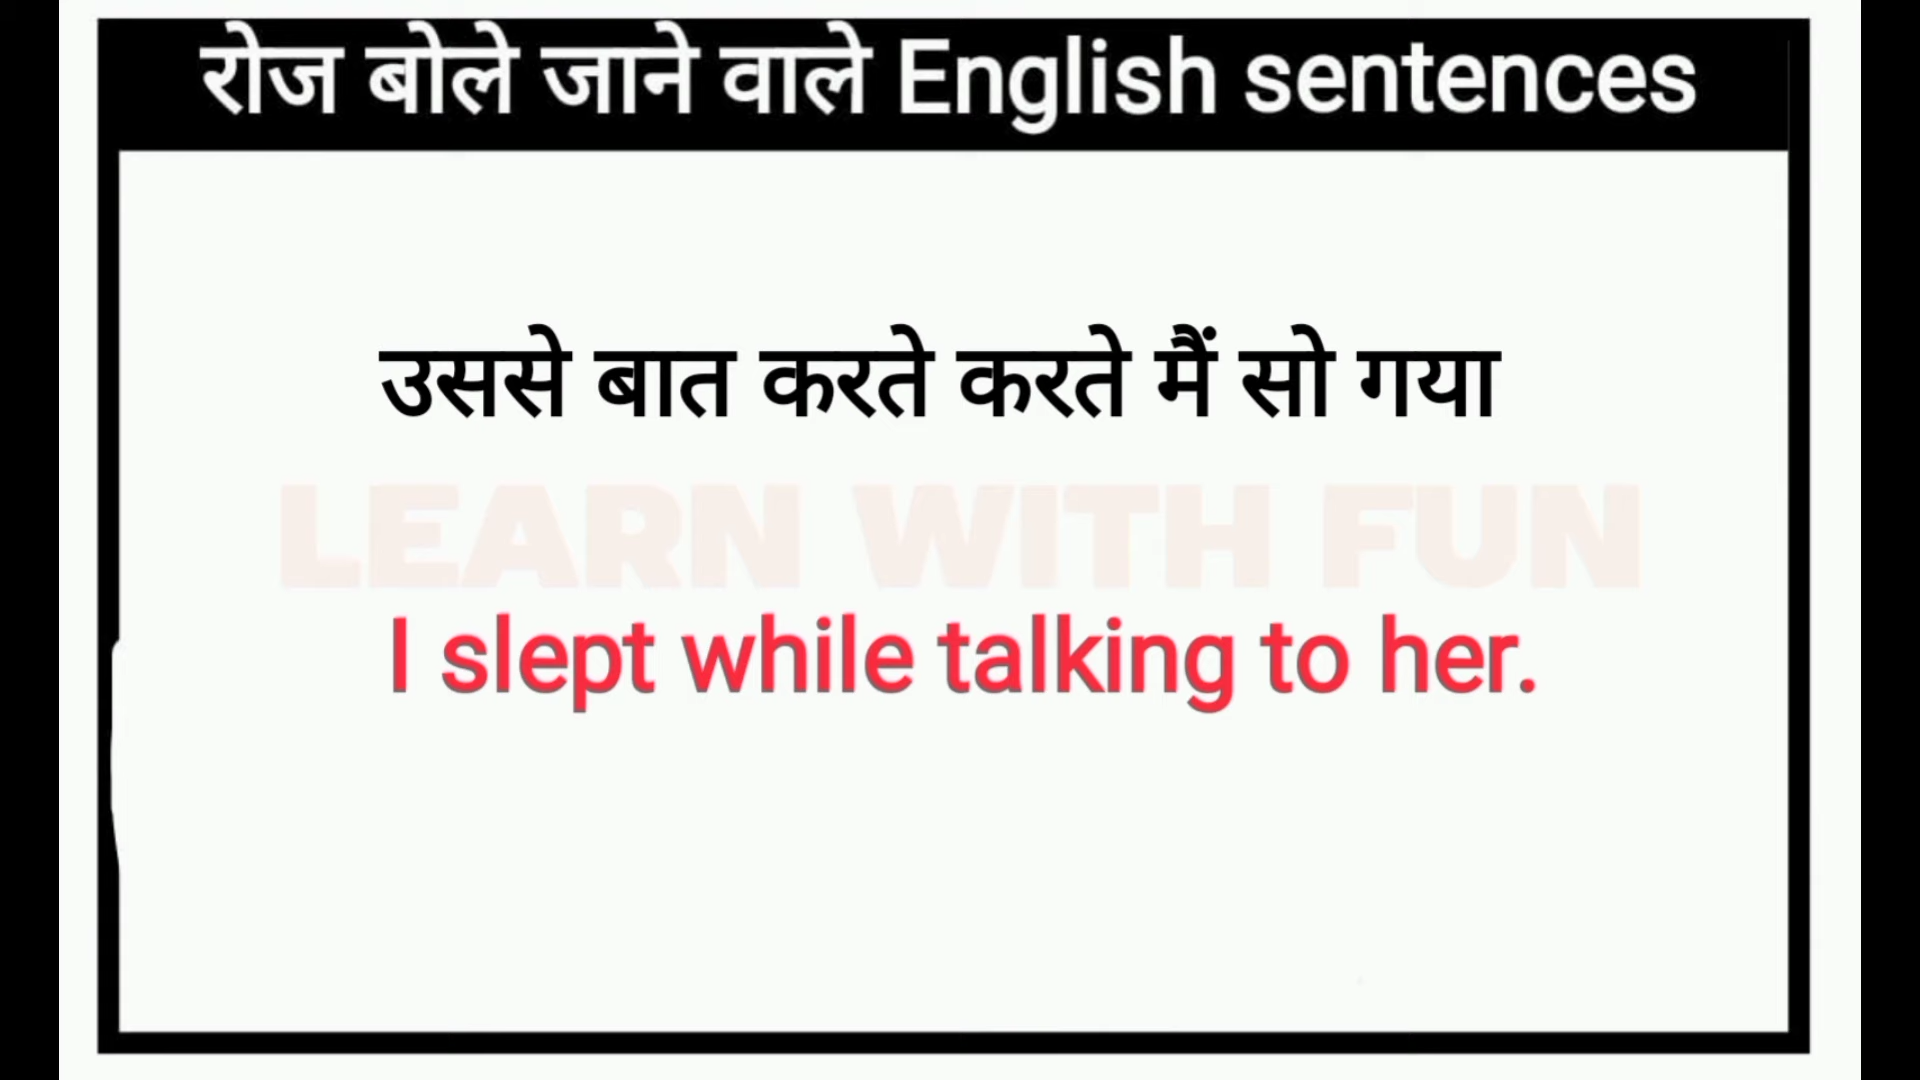 रोज बोले जाने वाले English sentences
उससे बात करते करते मैं सो गया
LEARN WITH FUN
I slept while talking to her.